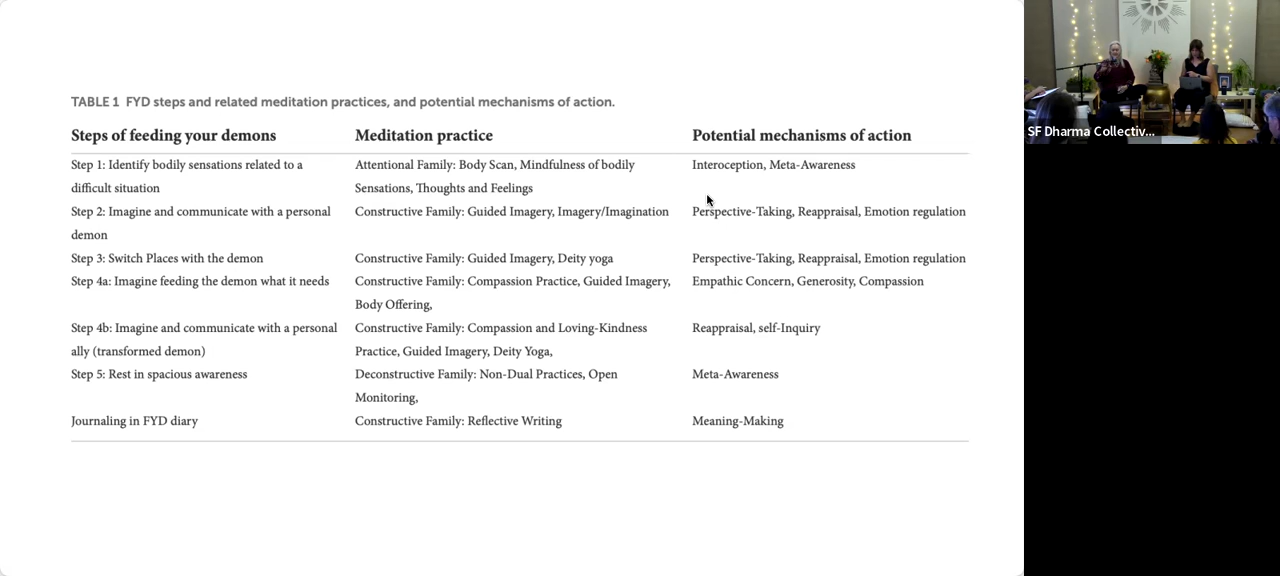 TABLE 1 FYD steps and related meditation practices, and potential mechanisms of action.
Steps of feeding your demons Meditation practice Potential mechanisms of action
Step 1: Identify bodily sensations related to a Attentional Family: Body Scan, Mindfulness of bodily Interoception, Meta-Awareness
difficult situation Sensations, Thoughts and Feelings
Step 2: Imagine and communicate with a personal Constructive Family: Guided Imagery, Imagery/Imagination Perspective-Taking, Reappraisal, Emotion regulation
demon
Step 3: Switch Places with the demon Constructive Family: Guided Imagery, Deity yoga Perspective-Taking, Reappraisal, Emotion regulation
Step 4a: Imagine feeding the demon what it needs Constructive Family: Compassion Practice, Guided Imagery, Empathic Concern, Generosity, Compassion
Body Offering,
Step 4b: Imagine and communicate with a personal Constructive Family: Compassion and Loving-Kindness Reappraisal, self-Inquiry
ally (transformed demon) Practice, Guided Imagery, Deity Yoga,
Step 5: Rest in spacious awareness Deconstructive Family: Non-Dual Practices, Open Meta-Awareness
Monitoring,
Journaling in FYD diary Constructive Family: Reflective Writing Meaning-Making
SF Dharma Collectiv...